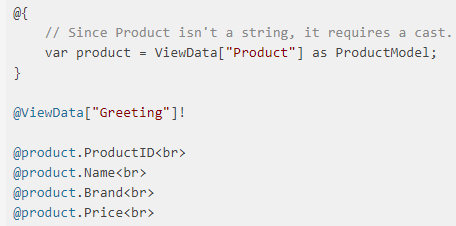 @{
// Since Product isn't a string, it requires a cast.
var product = ViewData["Product"] as ProductModel;
}
@ViewData["Greeting"]!
@product.ProductID<br>
@product.Name<br>
@product.Brand<br>
@product.Price<br>